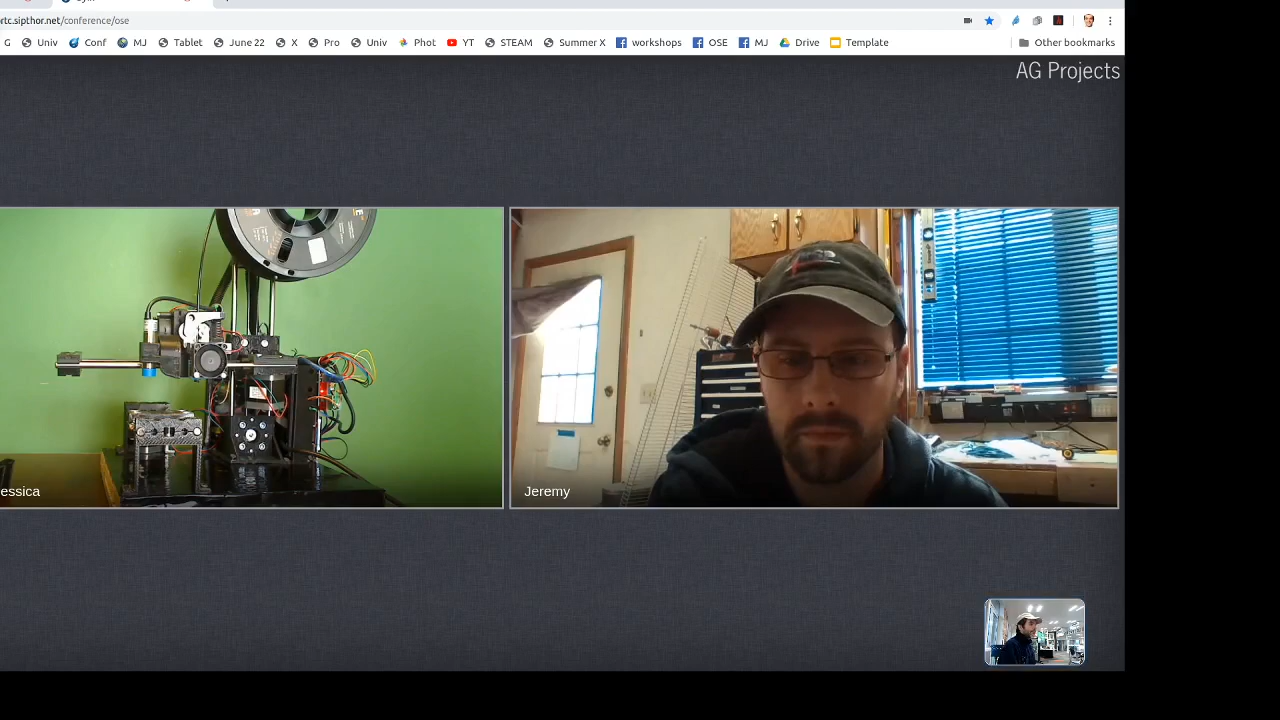 rtc.sipthor.net/conference/ose
G Univ Conf MJ Tablet June 22 X Pro Univ Phot YT STEAM Summer X workshops OSE MJ Drive Template Other bookmarks
AG Projects
essica
Jeremy